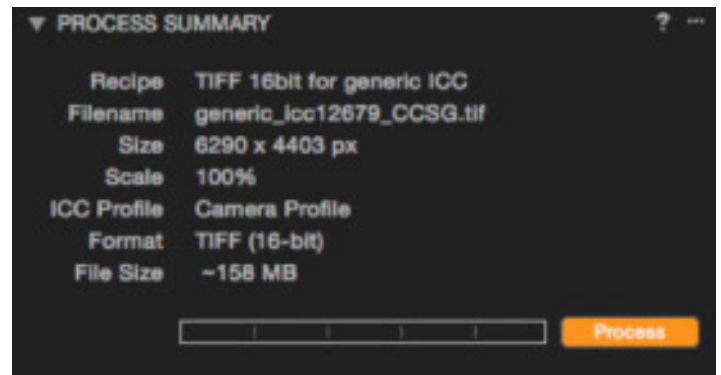 ▼ PROCESS SUMMARY ? ...
Recipe TIFF 16bit for generic ICC
Filename generic_icc12679_CCSG.tif
Size 6290 x 4403 px
Scale 100%
ICC Profile Camera Profile
Format TIFF (16-bit)
File Size ~158 MB
Process